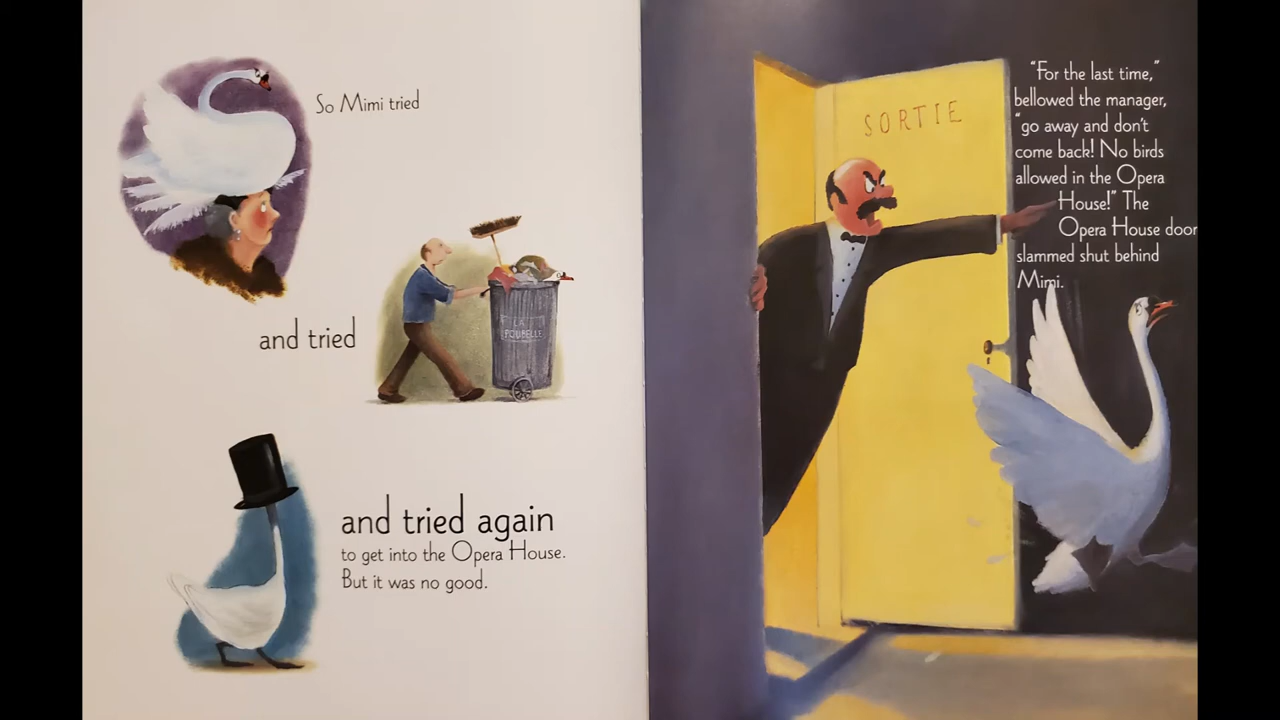 So Mimi tried
and tried
LA
POUBELLE
and tried again
to get into the Opera House.
But it was no good.
SORTIE
“For the last time,”
bellowed the manager,
“go away and don’t
come back! No birds
allowed in the Opera
House!” The
Opera House door
slammed shut behind
Mimi.